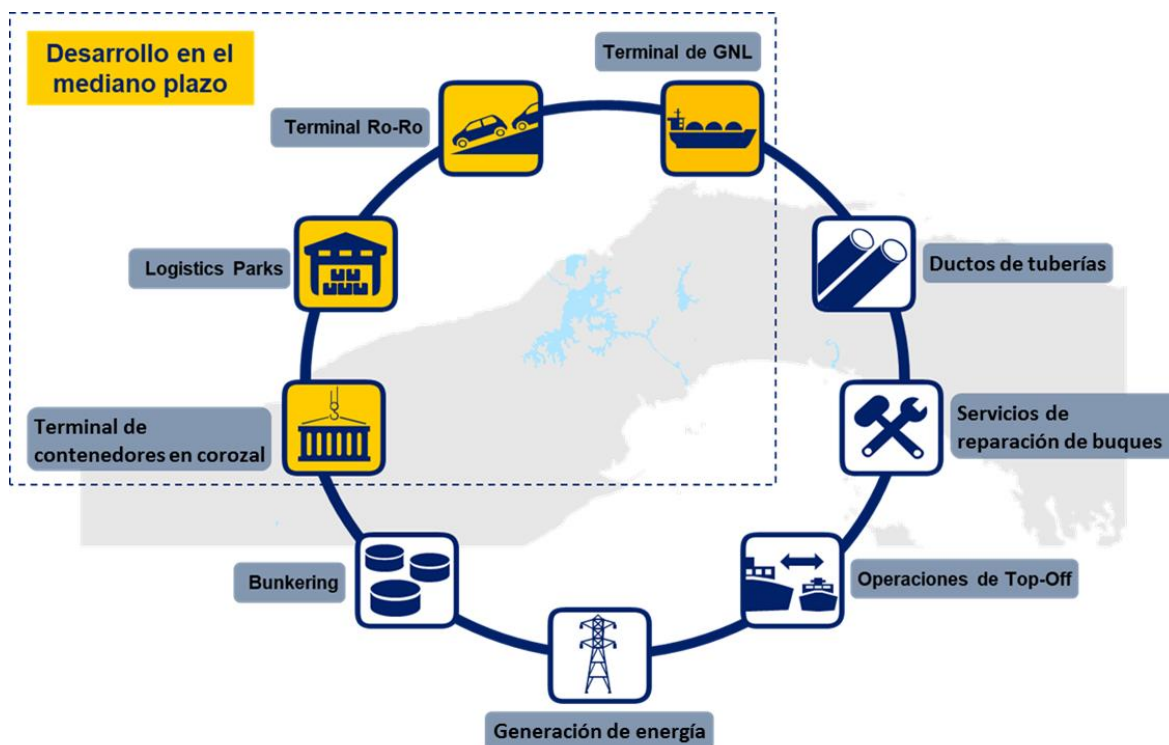 Desarrollo en el
mediano plazo
Terminal de GNL
Terminal Ro-Ro
Logistics Parks
Ductos de tuberías
Terminal de
contenedores en corozal
Servicios de
reparación de buques
Bunkering
Operaciones de Top-Off
Generación de energía